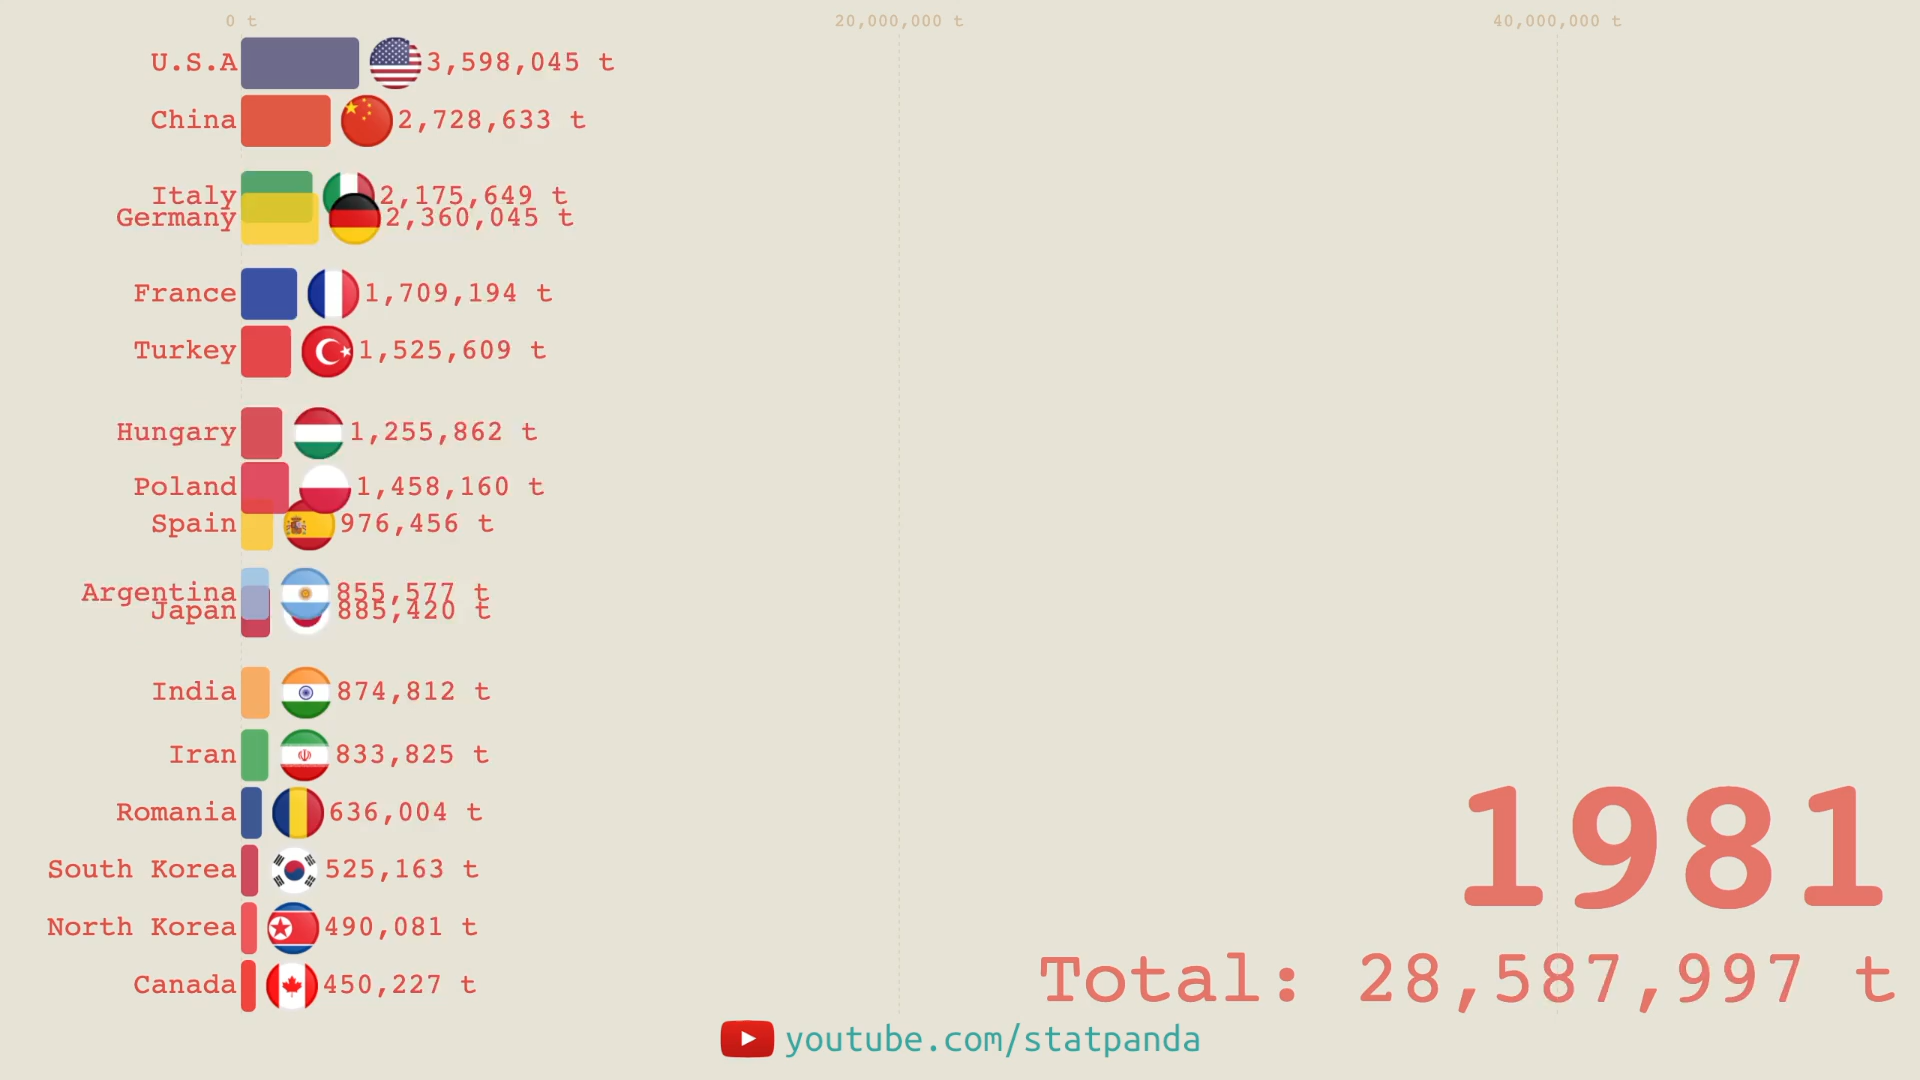 0 t 20,000,000 t 40,000,000 t
U.S.A 3,598,045 t
China 2,728,633 t
Italy 2,175,649 t
Germany 2,360,045 t
France 1,709,194 t
Turkey 1,525,609 t
Hungary 1,255,862 t
Poland 1,458,160 t
Spain 976,456 t
Argentina 855,577 t
Japan 885,420 t
India 874,812 t
Iran 833,825 t
Romania 636,004 t
South Korea 525,163 t
North Korea 490,081 t
Canada 450,227 t
1981
Total: 28,587,997 t
youtube.com/statpanda